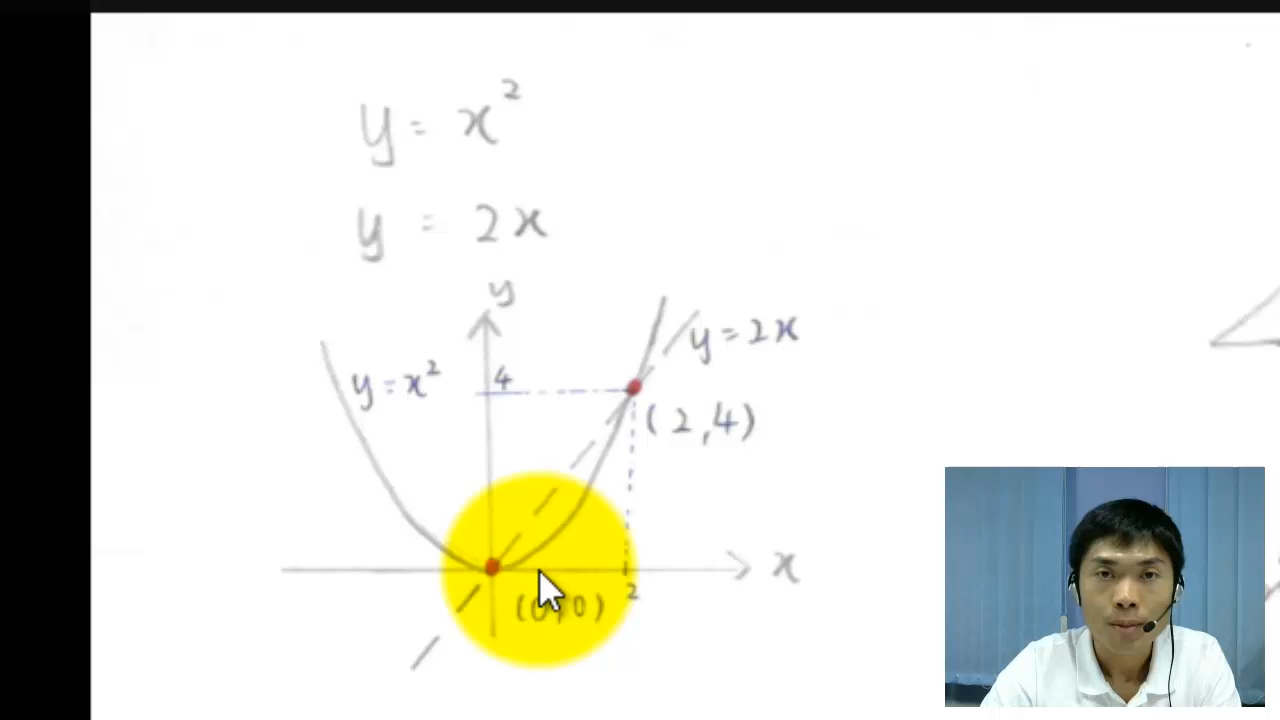 y = x²
y = 2x
y
y = 2x
y = x²
4
(2,4)
x
2
(0,0)